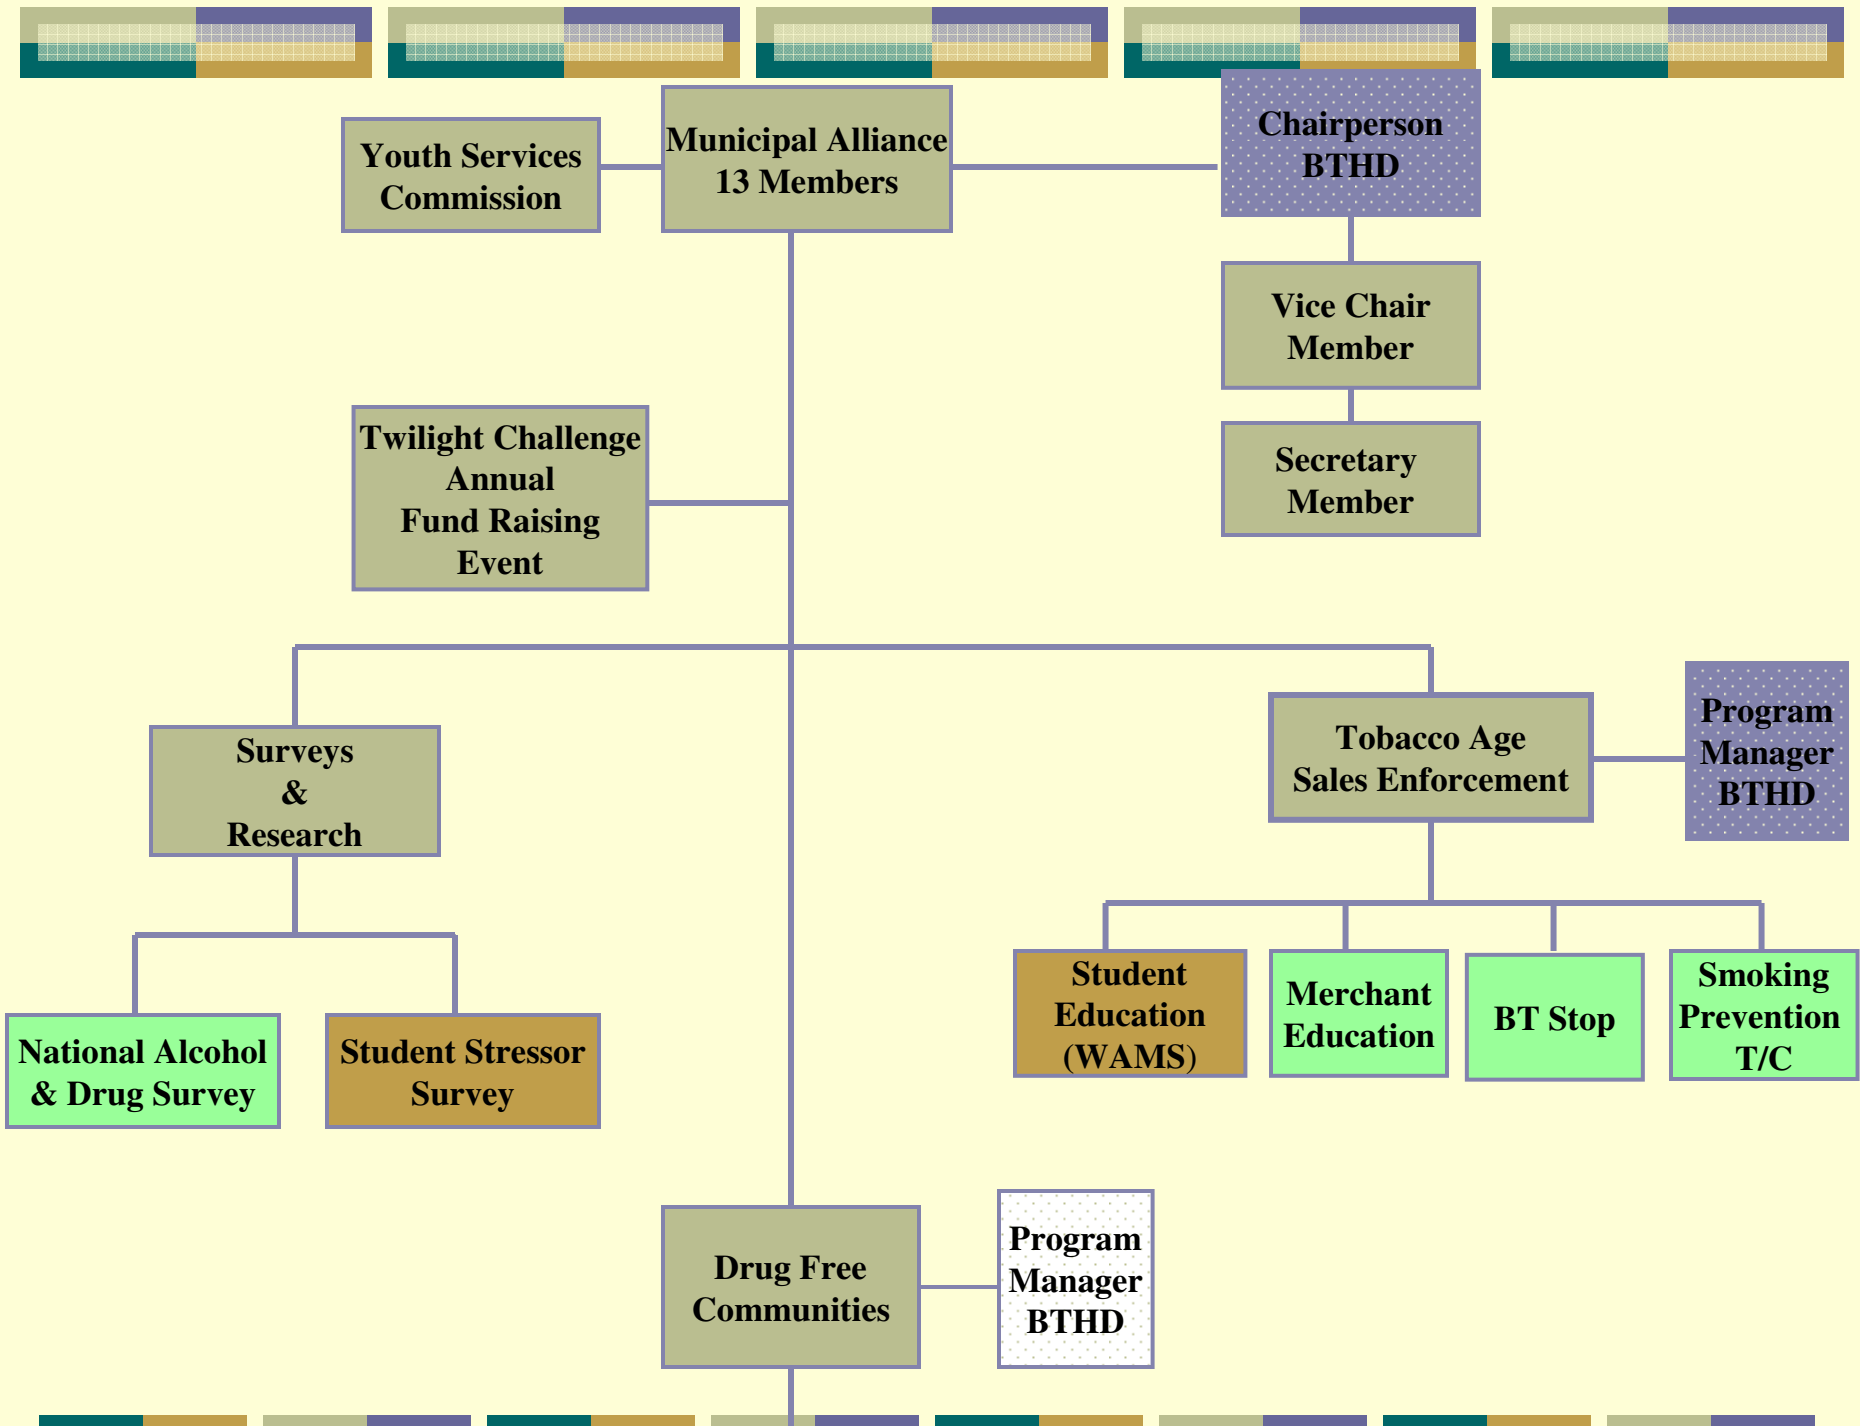 Youth Services
Commission
Municipal Alliance
13 Members
Chairperson
BTHD
Vice Chair
Member
Secretary
Member
Twilight Challenge
Annual
Fund Raising
Event
Surveys
&
Research
Tobacco Age
Sales Enforcement
Program
Manager
BTHD
National Alcohol
& Drug Survey
Student Stressor
Survey
Student
Education
(WAMS)
Merchant
Education
BT Stop
Smoking
Prevention
T/C
Drug Free
Communities
Program
Manager
BTHD